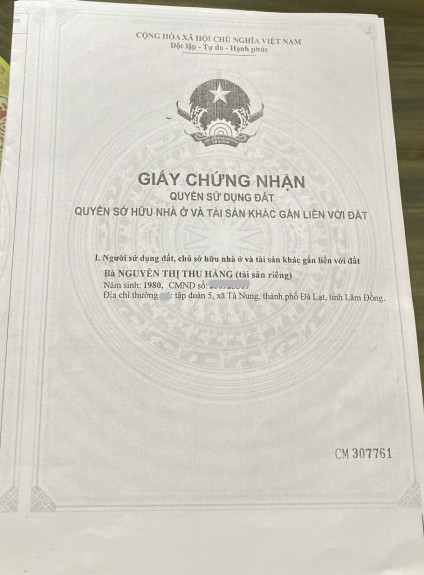 CỘNG HÒA XÃ HỘI CHỦ NGHĨA VIỆT NAM
Độc lập - Tự do - Hạnh phúc
GIẤY CHỨNG NHẬN
QUYỀN SỬ DỤNG ĐẤT
QUYỀN SỞ HỮU NHÀ Ở VÀ TÀI SẢN KHÁC GẮN LIỀN VỚI ĐẤT
I. Người sử dụng đất, chủ sở hữu nhà ở và tài sản khác gắn liền với đất
Bà NGUYỄN THỊ THU HẰNG (tài sản riêng)
Năm sinh: 1980, CMND số:
Địa chỉ thường : tập đoàn 5, xã Tà Nung, thành phố Đà Lạt, tỉnh Lâm Đồng.
CM 307761